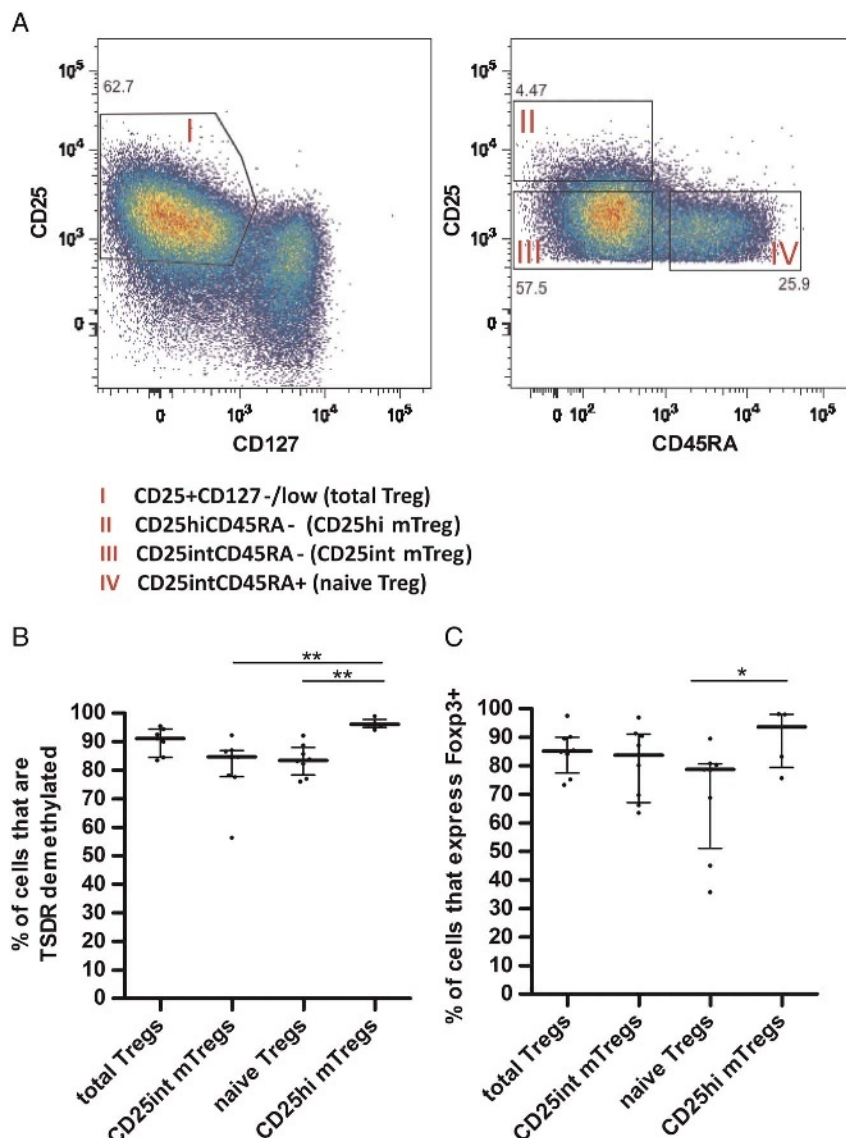 A
10⁵
10⁴
10³
0
62.7
I
CD25
0
10³
10⁴
10⁵
CD127
10⁵
10⁴
10³
0
4.47
II
III
IV
57.5
25.9
CD25
0
10²
10³
10⁴
10⁵
CD45RA
I CD25+CD127-/low (total Treg)
II CD25hiCD45RA- (CD25hi mTreg)
III CD25intCD45RA- (CD25int mTreg)
IV CD25intCD45RA+ (naive Treg)
B
**
**
100
90
80
70
60
50
40
30
20
10
0
% of cells that are
TSDR demethylated
total Tregs
CD25int mTregs
naive Tregs
CD25hi mTregs
C
*
100
90
80
70
60
50
40
30
20
10
0
% of cells that express Foxp3+
total Tregs
CD25int mTregs
naive Tregs
CD25hi mTregs